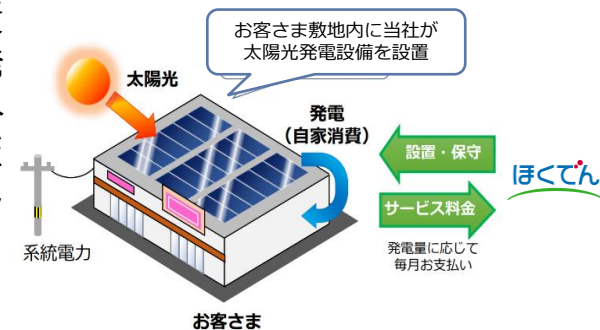 お客さま敷地内に当社が
太陽光発電設備を設置
太陽光
発電
（自家消費）
設置・保守
ほくでん
サービス料金
発電量に応じて
毎月お支払い
系統電力
お客さま